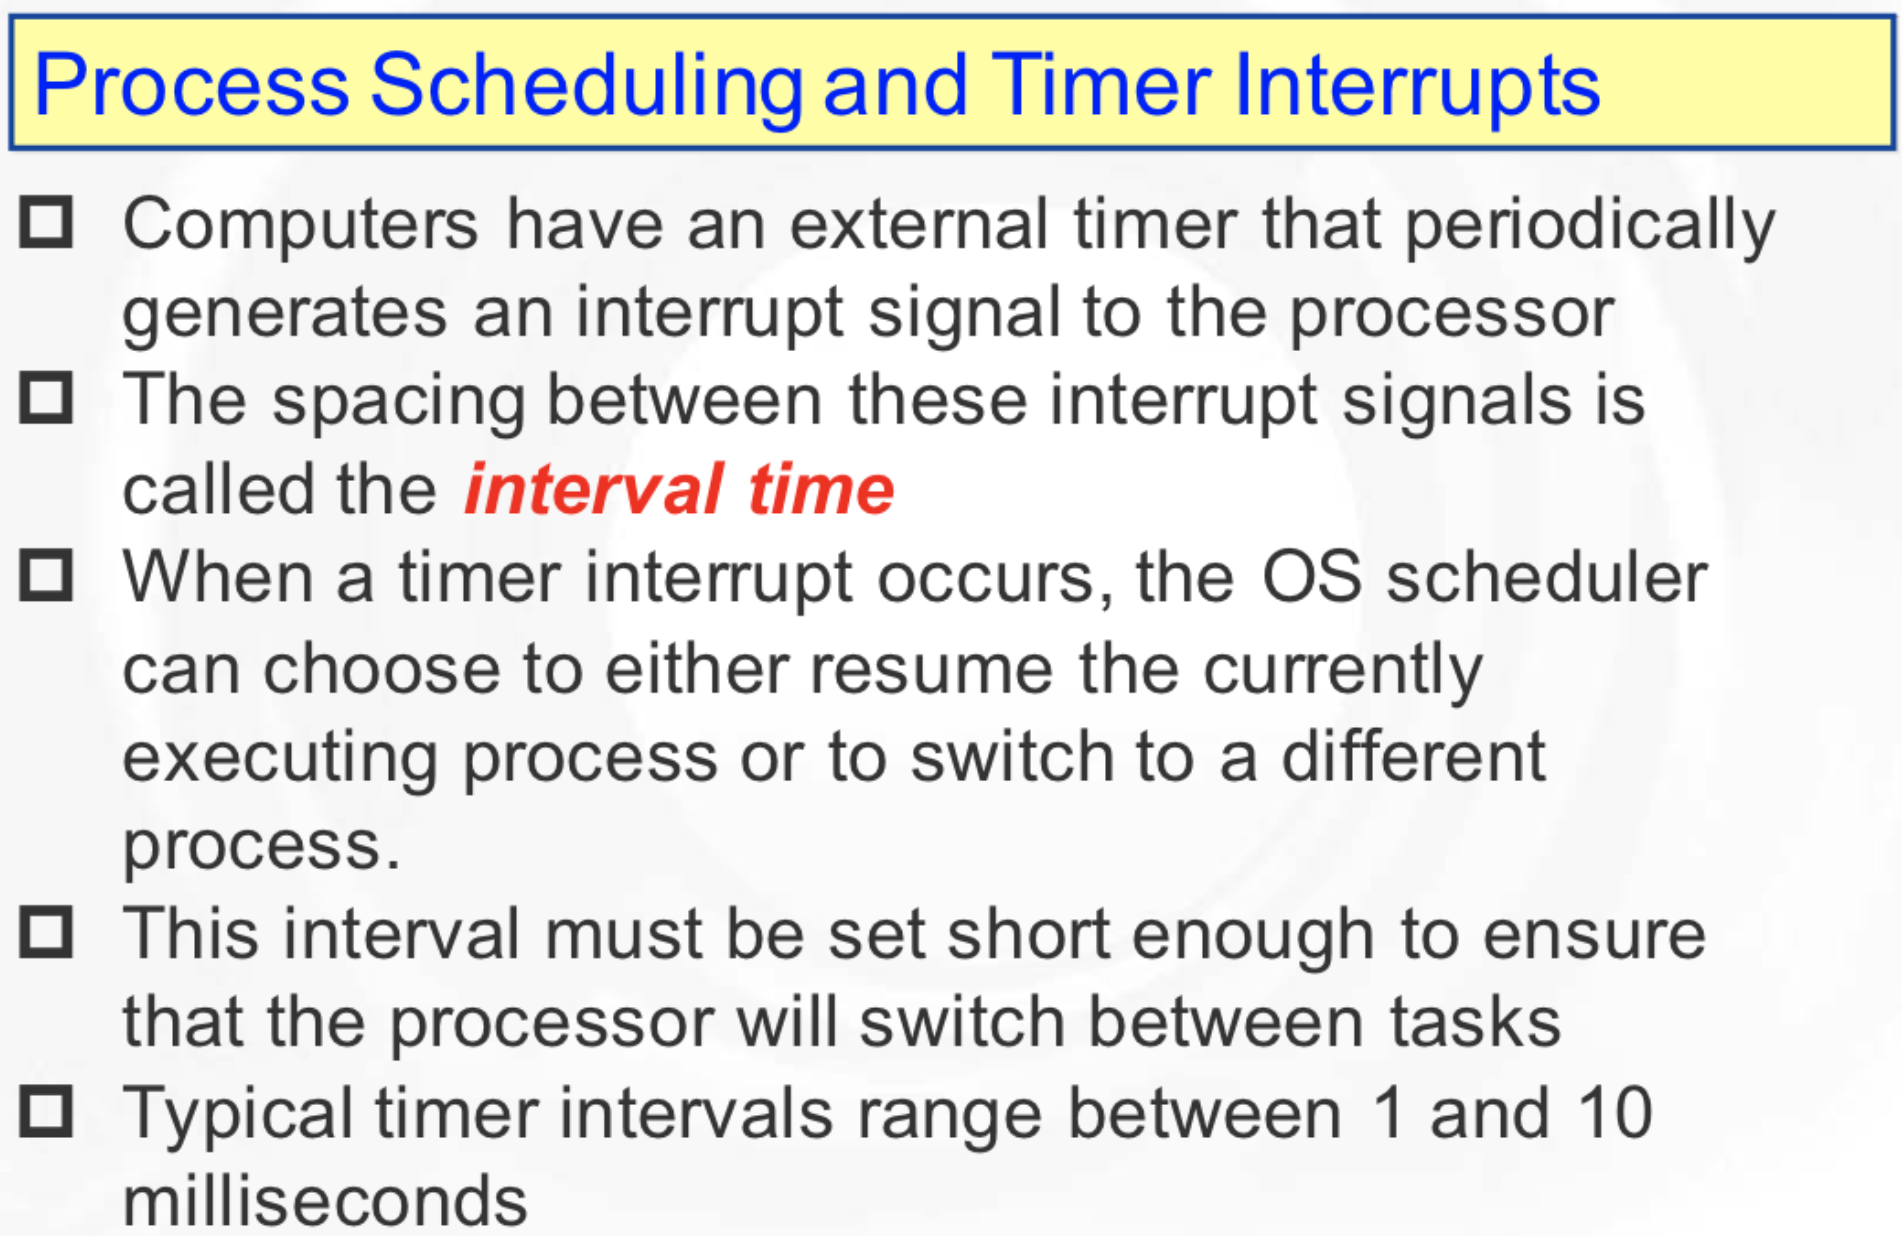 Process Scheduling and Timer Interrupts
Computers have an external timer that periodically
generates an interrupt signal to the processor
The spacing between these interrupt signals is
called the interval time
When a timer interrupt occurs, the OS scheduler
can choose to either resume the currently
executing process or to switch to a different
process.
This interval must be set short enough to ensure
that the processor will switch between tasks
Typical timer intervals range between 1 and 10
milliseconds